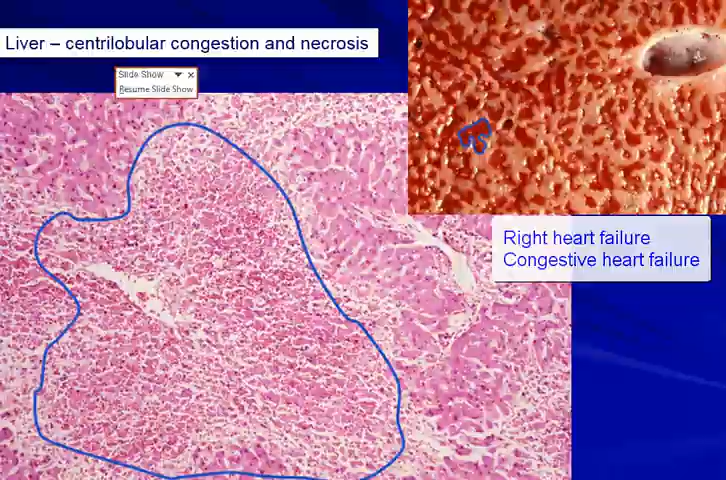 Liver – centrilobular congestion and necrosis
Slide Show
Resume Slide Show
Right heart failure
Congestive heart failure